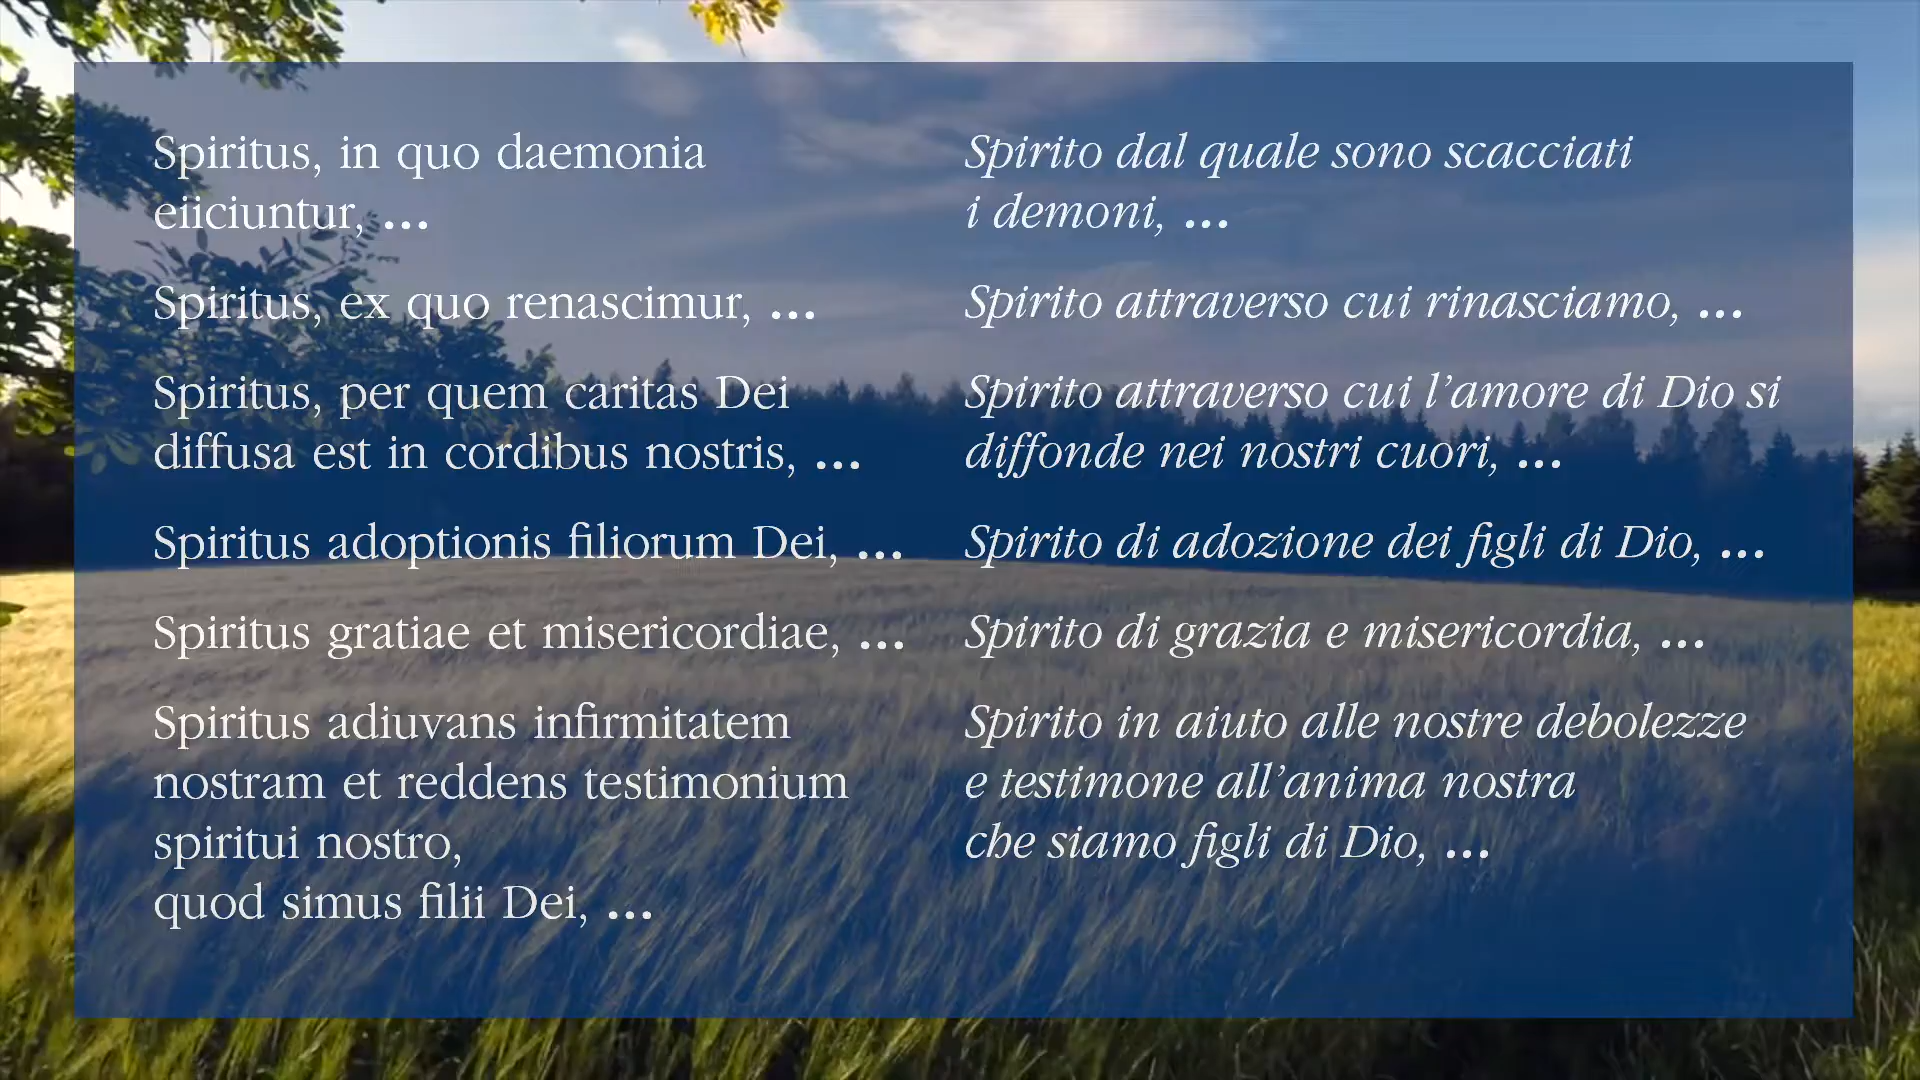 Spiritus, in quo daemonia
eiiciuntur, ...
Spiritus, ex quo renascimur, ...
Spiritus, per quem caritas Dei
diffusa est in cordibus nostris, ...
Spiritus adoptionis filiorum Dei, ...
Spiritus gratiae et misericordiae, ...
Spiritus adiuvans infirmitatem
nostram et reddens testimonium
spiritui nostro,
quod simus filii Dei, ...
Spirito dal quale sono scacciati
i demoni, ...
Spirito attraverso cui rinasciamo, ...
Spirito attraverso cui l’amore di Dio si
diffonde nei nostri cuori, ...
Spirito di adozione dei figli di Dio, ...
Spirito di grazia e misericordia, ...
Spirito in aiuto alle nostre debolezze
e testimone all’anima nostra
che siamo figli di Dio, ...